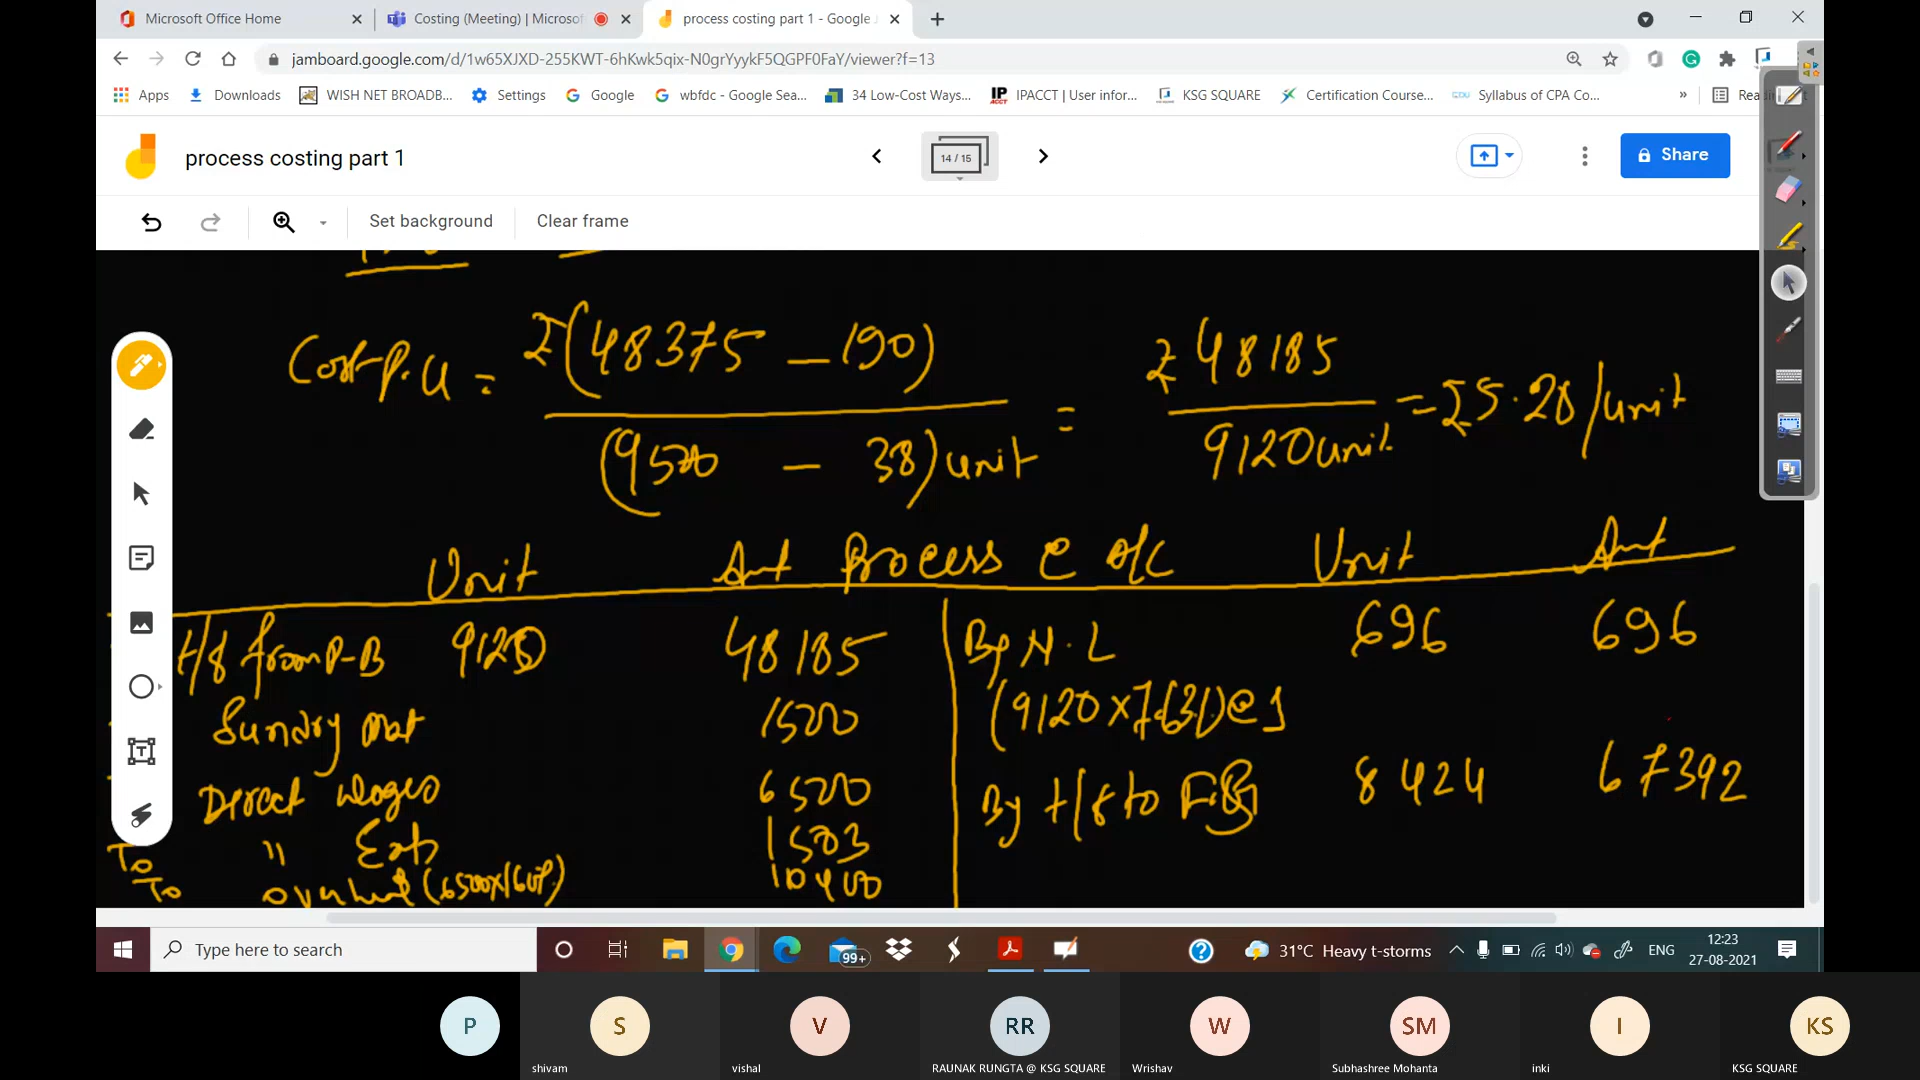 Microsoft Office Home
Costing (Meeting) | Microsof
process costing part 1 - Google J
jamboard.google.com/d/1w65XJXD-255KWT-6hKwk5qix-N0grYyykF5QGPF0FaY/viewer?f=13
Apps
Downloads
WISH NET BROADB...
Settings
Google
wbfdc - Google Sea...
34 Low-Cost Ways...
IPACCT | User infor...
KSG SQUARE
Certification Course...
Syllabus of CPA Co...
»
process costing part 1
14 / 15
Share
Set background
Clear frame
Cost P.U = ₹(48375 - 190) = ₹48185 = ₹5.28/unit
(9500 - 38)unit 9120unit
Unit Amt Process C A/C Unit Amt
T/f from P-B 9120 48185 By N.L 696 696
Sundry mat 1500 (9120 x 7.63%)@ 1
Direct Wages 6500 By t/f to FG 8424 67392
To " Exp 1503
To overhead (6500x160%) 10400
Type here to search
99+
31°C Heavy t-storms
ENG
12:23
27-08-2021
P
S
V
RR
W
SM
I
KS
shivam
vishal
RAUNAK RUNGTA @ KSG SQUARE
Wrishav
Subhashree Mohanta
inki
KSG SQUARE